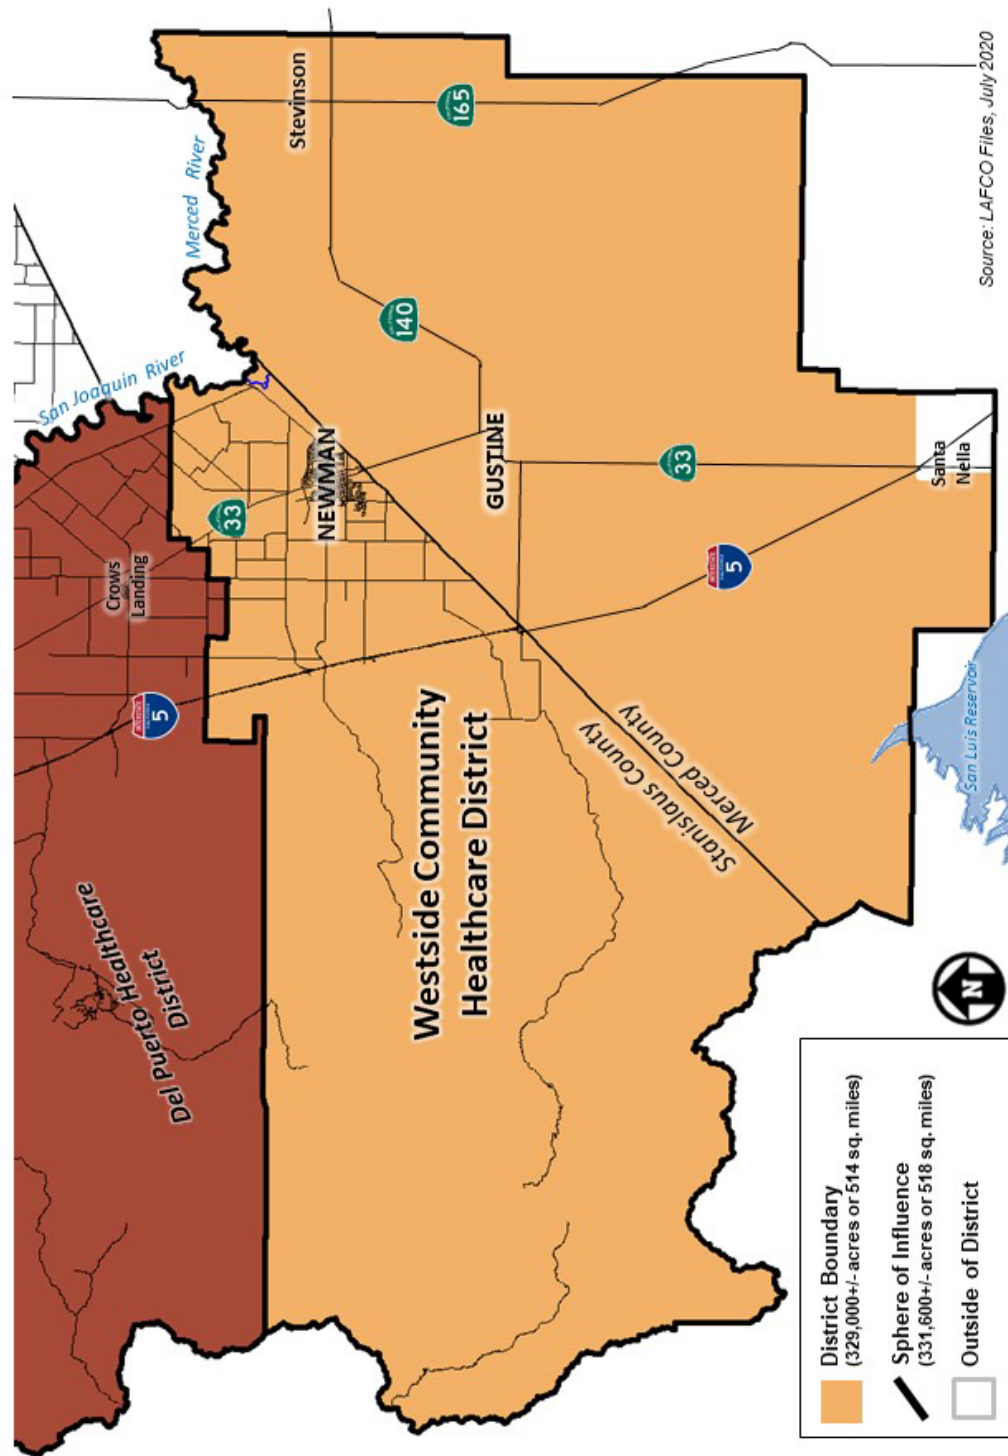 Merced River
San Joaquin River
Stevinson
165
140
Crows
Landing
33
NEWMAN
GUSTINE
33
Santa
Nella
5
5
Del Puerto Healthcare
District
Westside Community
Healthcare District
Stanislaus County
Merced County
San Luis Reservoir
N
District Boundary
(329,000+/- acres or 514 sq. miles)
Sphere of Influence
(331,600+/- acres or 518 sq. miles)
Outside of District
Source: LAFCO Files, July 2020